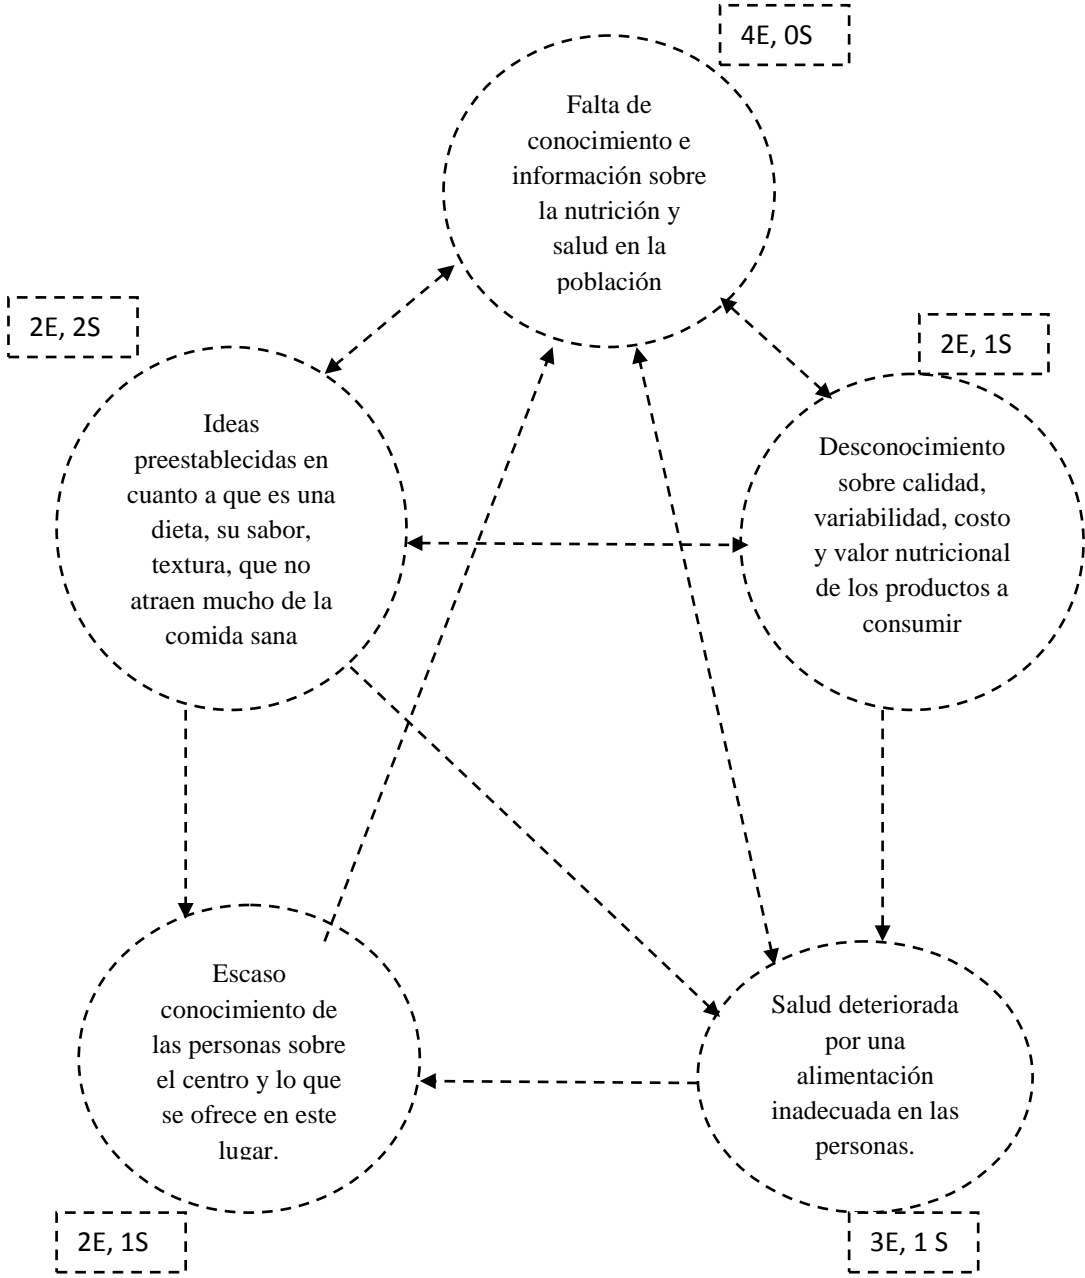 4E, 0S
Falta de
conocimiento e
información sobre
la nutrición y
salud en la
población
2E, 2S
2E, 1S
Ideas
preestablecidas en
cuanto a que es una
dieta, su sabor,
textura, que no
atraen mucho de la
comida sana
Desconocimiento
sobre calidad,
variabilidad, costo
y valor nutricional
de los productos a
consumir
Escaso
conocimiento de
las personas sobre
el centro y lo que
se ofrece en este
lugar.
Salud deteriorada
por una
alimentación
inadecuada en las
personas.
2E, 1S
3E, 1 S